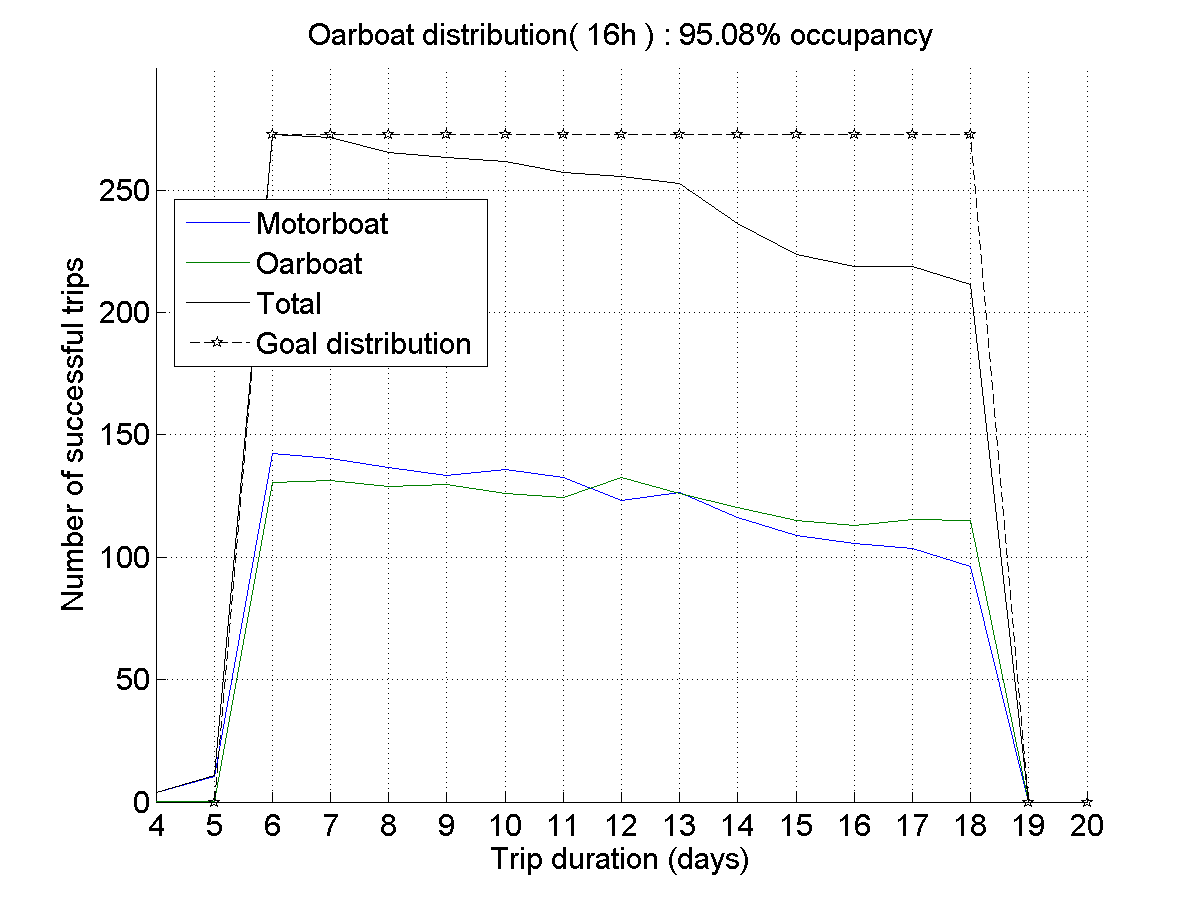 Oarboat distribution( 16h ) : 95.08% occupancy
Number of successful trips
250
200
150
100
50
0
Motorboat
Oarboat
Total
Goal distribution
4 5 6 7 8 9 10 11 12 13 14 15 16 17 18 19 20
Trip duration (days)